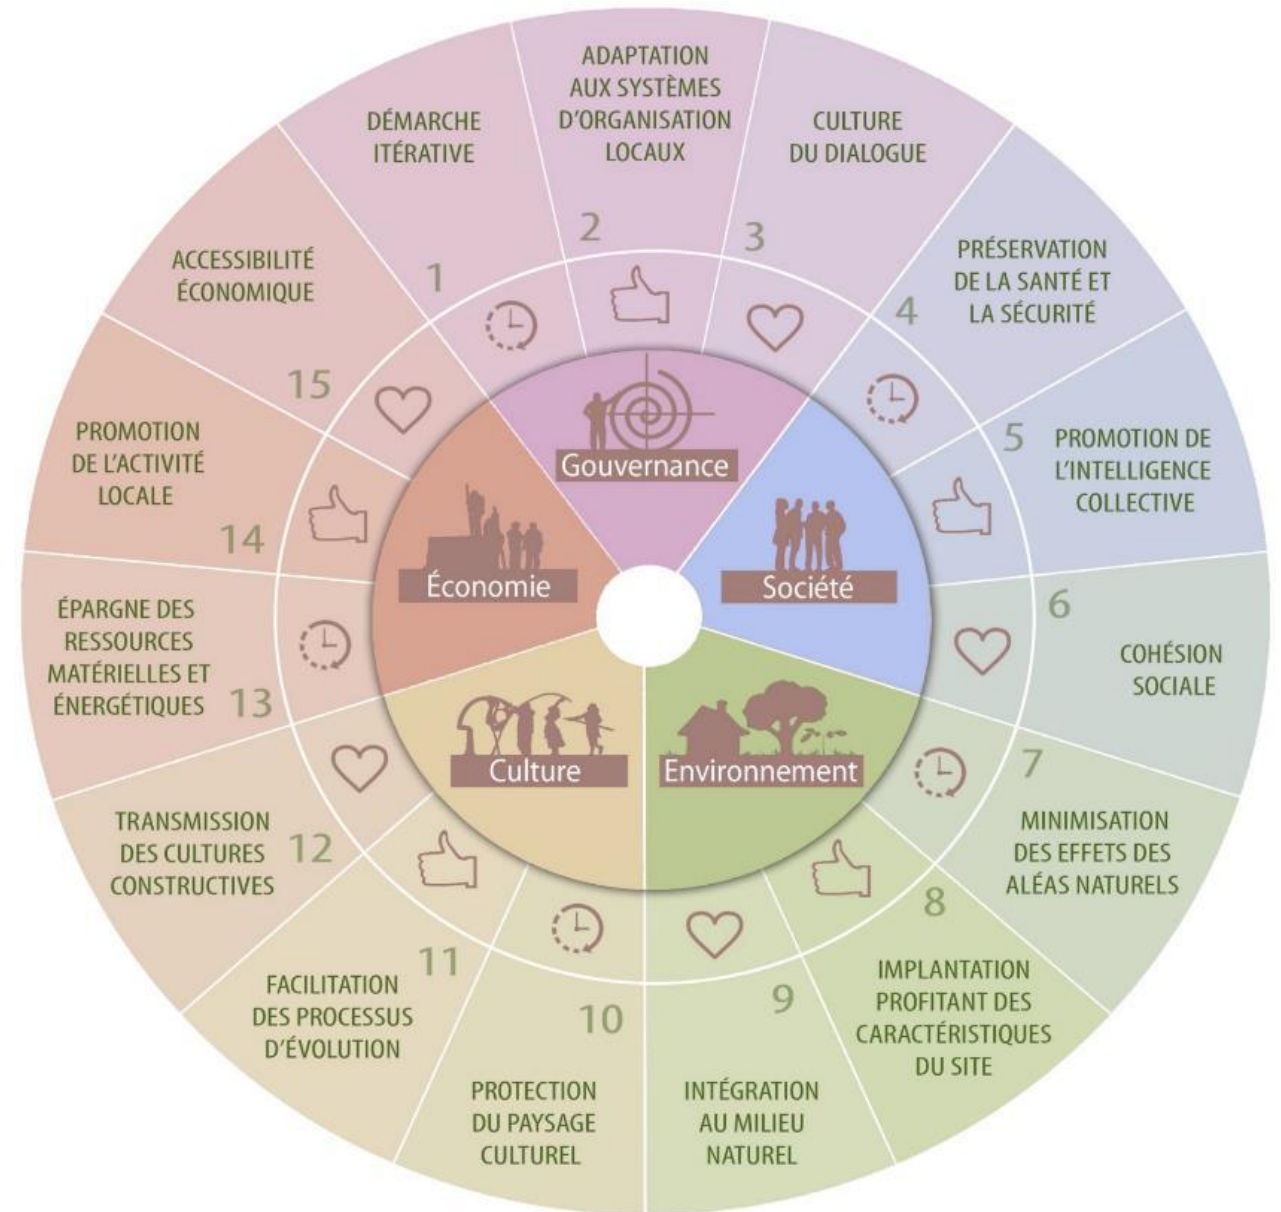 DÉMARCHE
ITÉRATIVE
1
ADAPTATION
AUX SYSTÈMES
D'ORGANISATION
LOCAUX
2
CULTURE
DU DIALOGUE
3
PRÉSERVATION
DE LA SANTÉ ET
LA SÉCURITÉ
4
PROMOTION DE
L'INTELLIGENCE
COLLECTIVE
5
COHÉSION
SOCIALE
6
MINIMISATION
DES EFFETS DES
ALÉAS NATURELS
7
IMPLANTATION
PROFITANT DES
CARACTÉRISTIQUES
DU SITE
8
INTÉGRATION
AU MILIEU
NATUREL
9
PROTECTION
DU PAYSAGE
CULTUREL
10
FACILITATION
DES PROCESSUS
D'ÉVOLUTION
11
TRANSMISSION
DES CULTURES
CONSTRUCTIVES
12
ÉPARGNE DES
RESSOURCES
MATÉRIELLES ET
ÉNERGÉTIQUES
13
PROMOTION
DE L'ACTIVITÉ
LOCALE
14
ACCESSIBILITÉ
ÉCONOMIQUE
15
Gouvernance
Société
Environnement
Culture
Économie